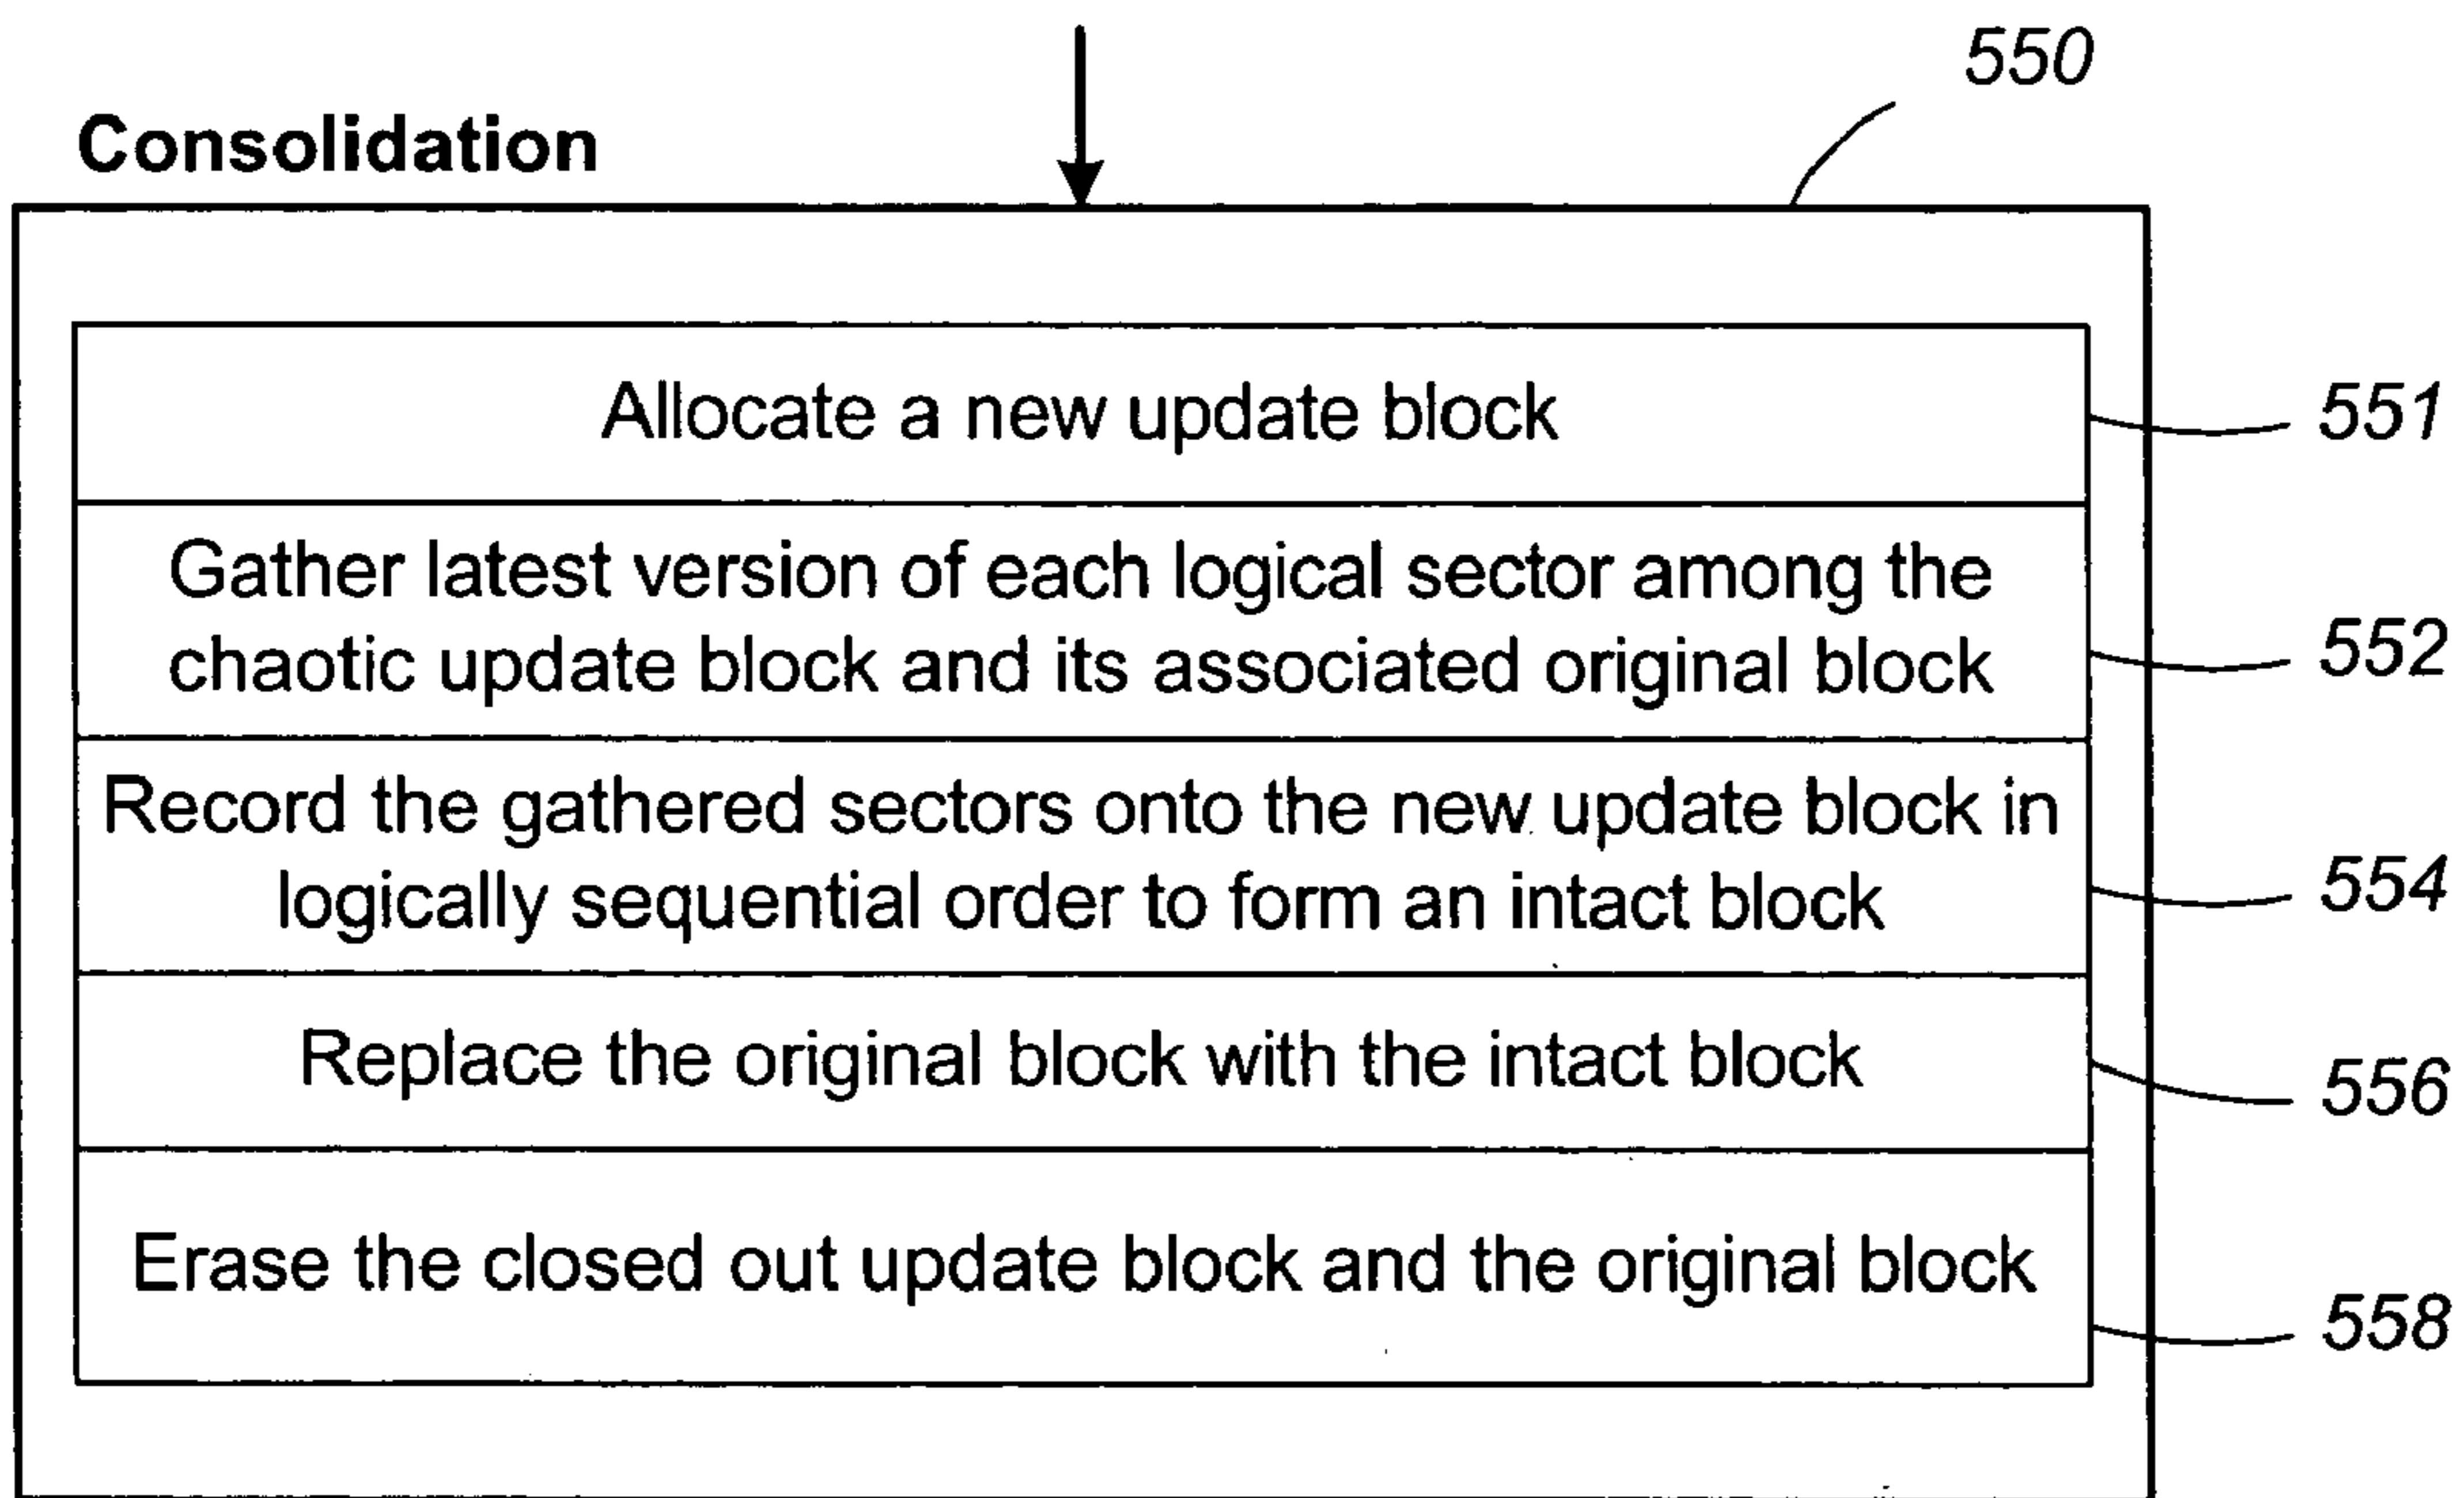 550
Consolidation
Allocate a new update block
551
Gather latest version of each logical sector among the
chaotic update block and its associated original block
552
Record the gathered sectors onto the new update block in
logically sequential order to form an intact block
554
Replace the original block with the intact block
556
Erase the closed out update block and the original block
558